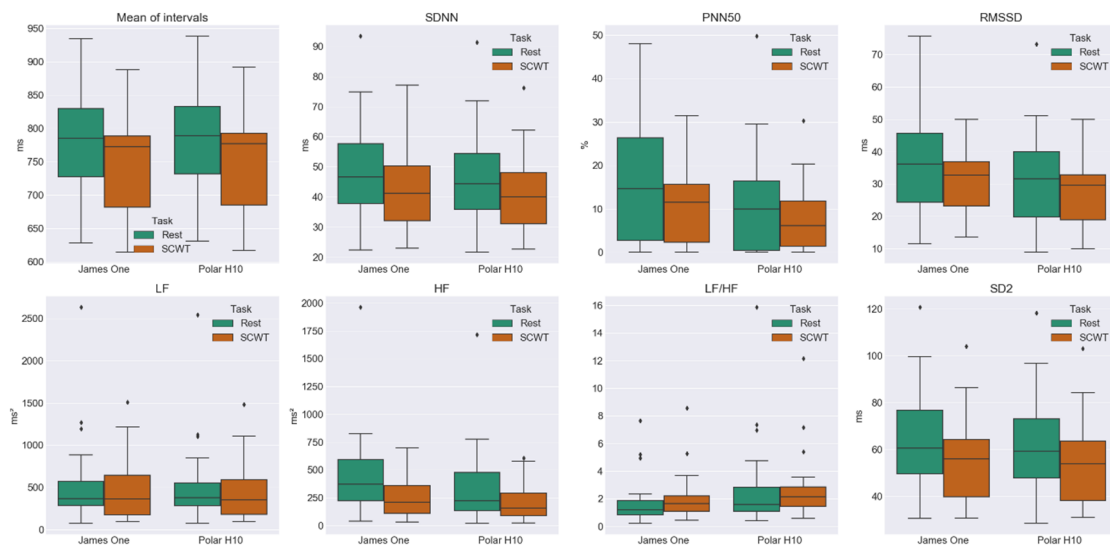 Mean of intervals
950
900
850
800
750
700
650
600
ms
Task
Rest
SCWT
James One
Polar H10
SDNN
90
80
70
60
50
40
30
20
ms
Task
Rest
SCWT
James One
Polar H10
PNN50
50
40
30
20
10
0
%
Task
Rest
SCWT
James One
Polar H10
RMSSD
70
60
50
40
30
20
10
ms
Task
Rest
SCWT
James One
Polar H10
LF
2500
2000
1500
1000
500
0
ms²
Task
Rest
SCWT
James One
Polar H10
HF
2000
1750
1500
1250
1000
750
500
250
0
ms²
Task
Rest
SCWT
James One
Polar H10
LF/HF
16
14
12
10
8
6
4
2
0
Task
Rest
SCWT
James One
Polar H10
SD2
120
100
80
60
40
ms
Task
Rest
SCWT
James One
Polar H10